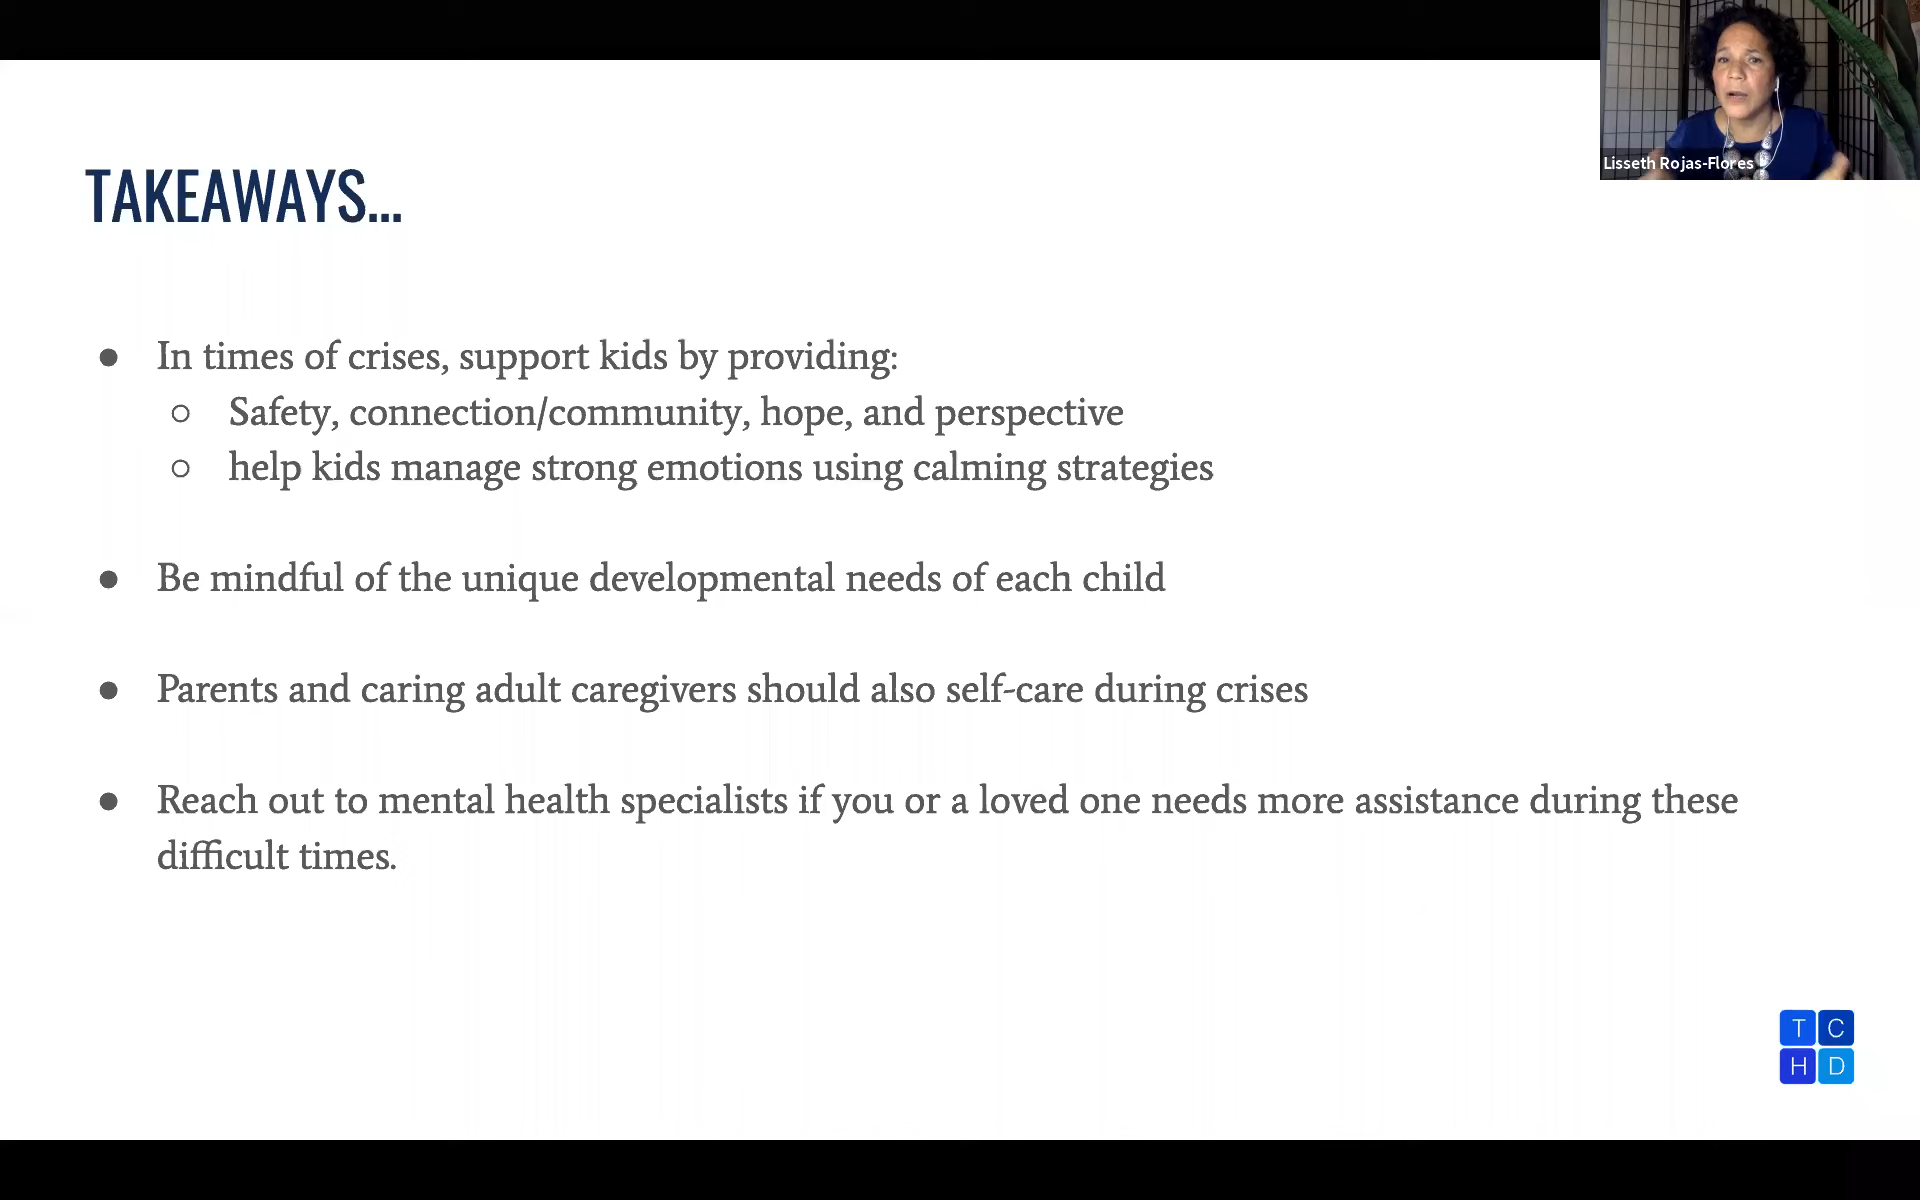 Lisseth Rojas-Flores
TAKEAWAYS...
● In times of crises, support kids by providing:
○ Safety, connection/community, hope, and perspective
○ help kids manage strong emotions using calming strategies
● Be mindful of the unique developmental needs of each child
● Parents and caring adult caregivers should also self-care during crises
● Reach out to mental health specialists if you or a loved one needs more assistance during these
difficult times.
T C
H D